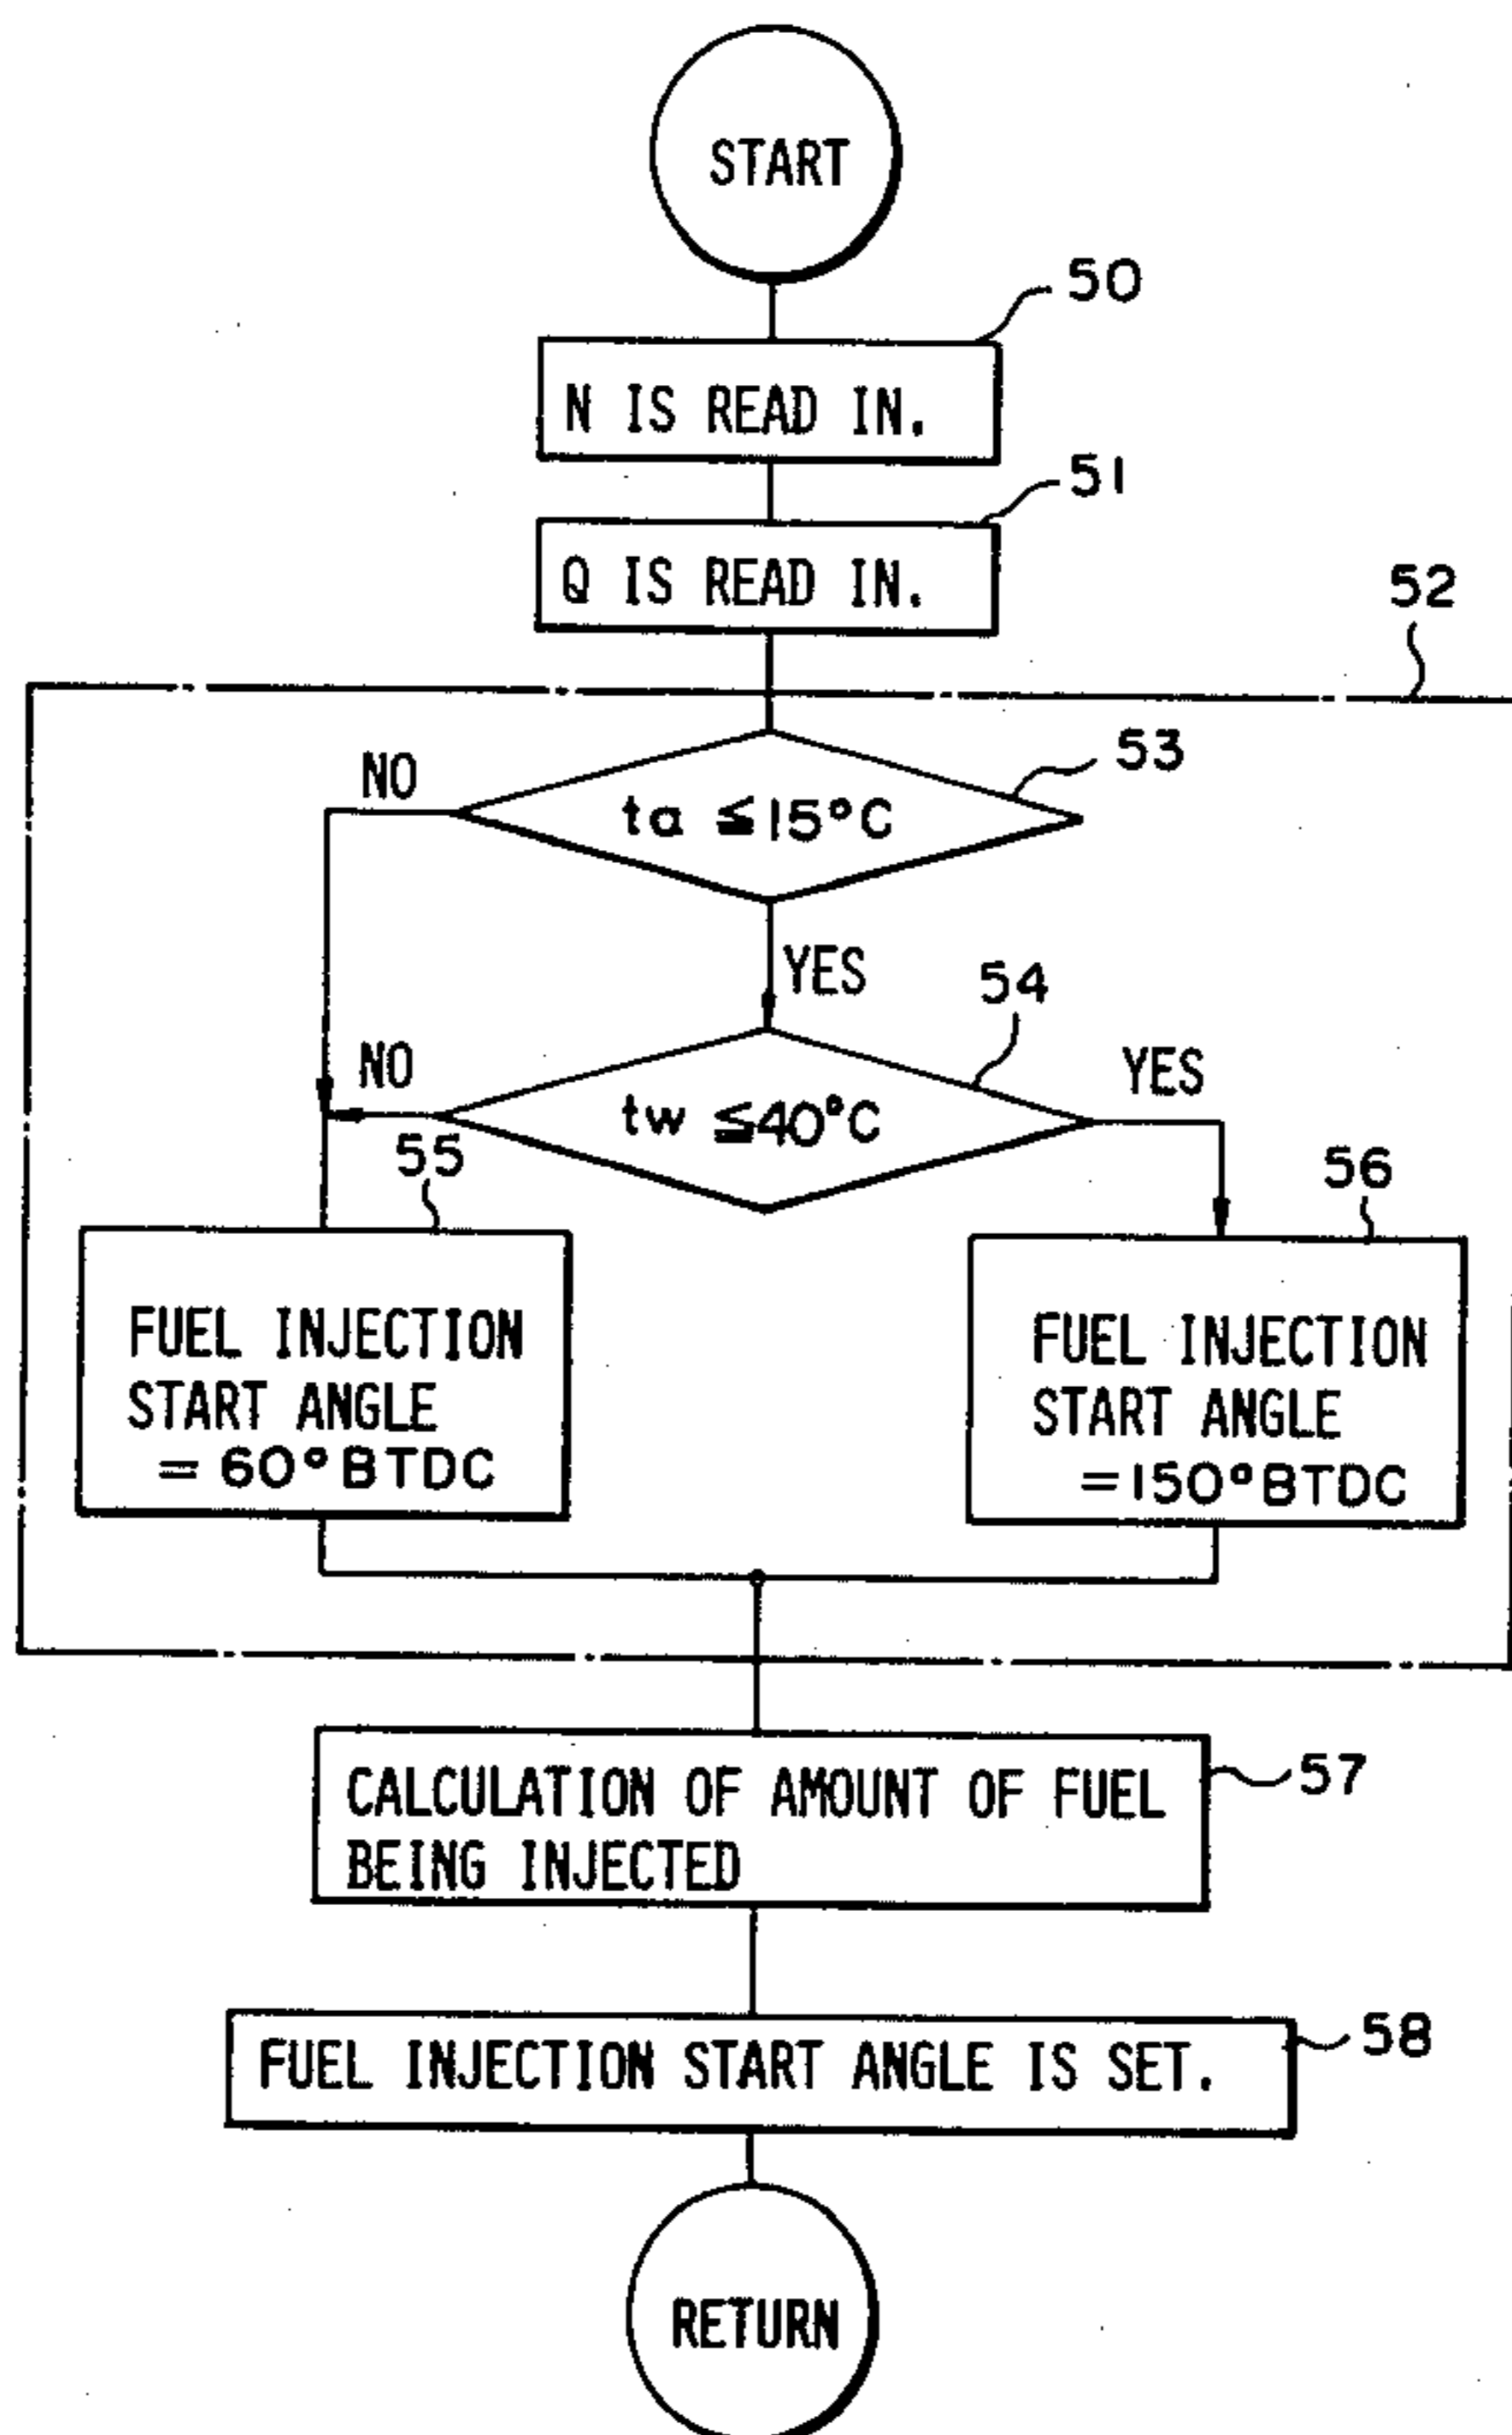 START
50
N IS READ IN.
51
Q IS READ IN.
52
53
NO
ta ≦15°C
YES
54
NO
YES
tw ≦40°C
55
56
FUEL INJECTION
START ANGLE
= 60° BTDC
FUEL INJECTION
START ANGLE
=150°BTDC
CALCULATION OF AMOUNT OF FUEL
BEING INJECTED
57
FUEL INJECTION START ANGLE IS SET.
58
RETURN